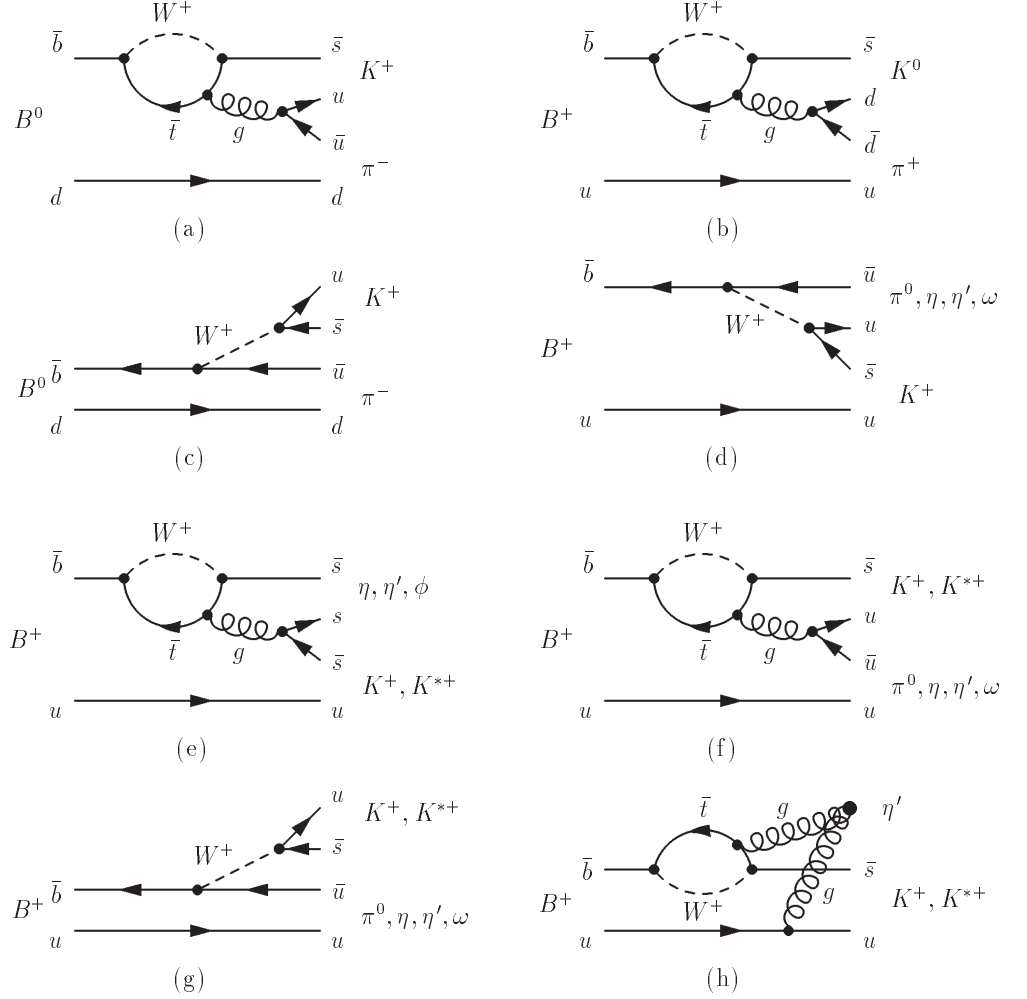 W⁺ W⁺
b̄ s̄ b̄ s̄
K⁺ K⁰
u d
B⁰ B⁺
t̄ g ū t̄ g d̄
π⁻ π⁺
d d u u
(a) (b)
u b̄ ū
K⁺ π⁰, η, η′, ω
W⁺ s̄ W⁺ u
B⁰ b̄ ū B⁺ s̄
π⁻ K⁺
d d u u
(c) (d)
W⁺ W⁺
b̄ s̄ b̄ s̄
η, η′, φ K⁺, K*⁺
s u
B⁺ B⁺
t̄ g s̄ t̄ g ū
K⁺, K*⁺ π⁰, η, η′, ω
u u u u
(e) (f)
u t̄ g η′
K⁺, K*⁺
W⁺ s̄ b̄ s̄
B⁺ b̄ ū B⁺ W⁺ g K⁺, K*⁺
π⁰, η, η′, ω
u u u u
(g) (h)